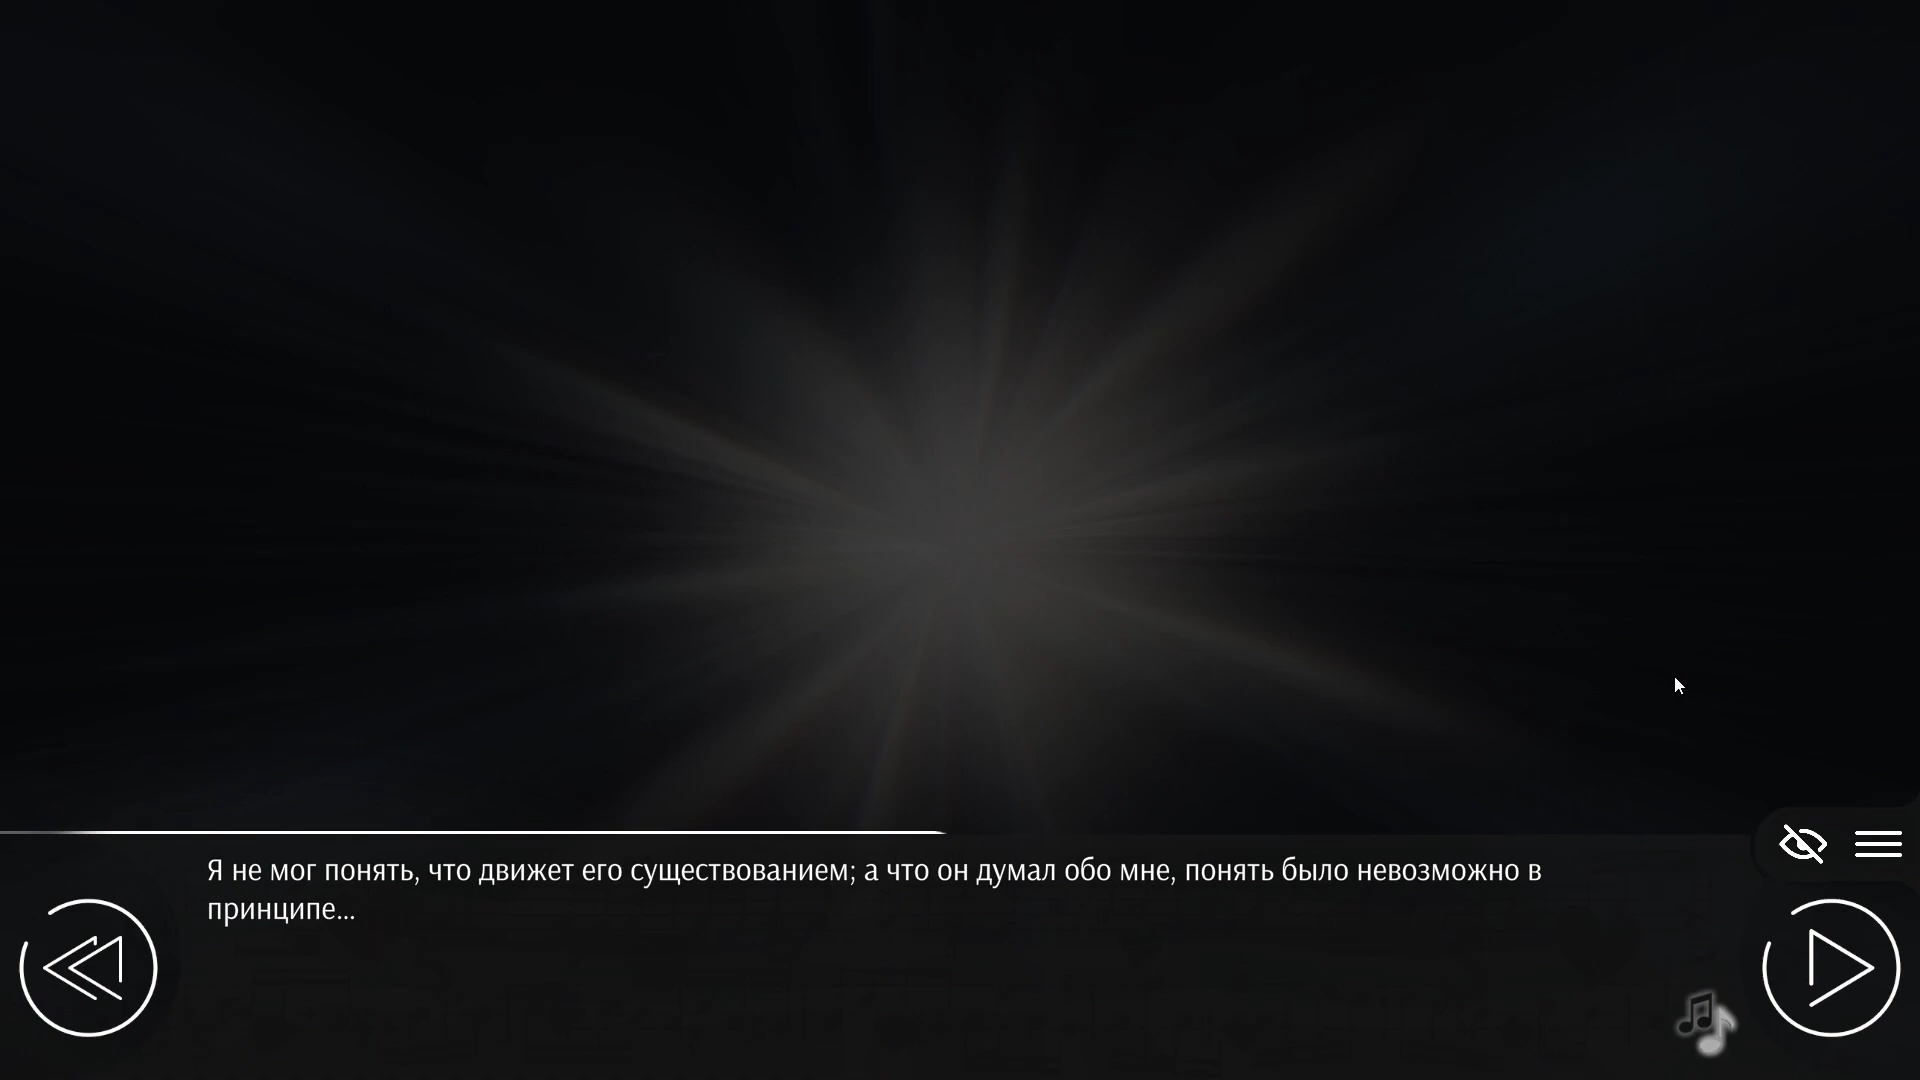 Я не мог понять, что движет его существованием; а что он думал обо мне, понять было невозможно в
принципе...